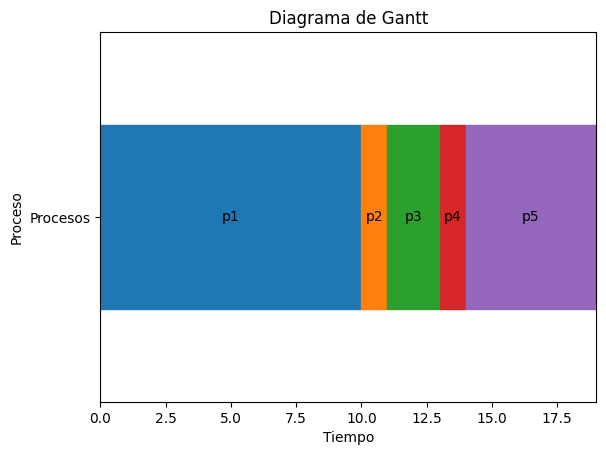 Diagrama de Gantt
Proceso
Procesos
p1 p2 p3 p4 p5
0.0 2.5 5.0 7.5 10.0 12.5 15.0 17.5
Tiempo